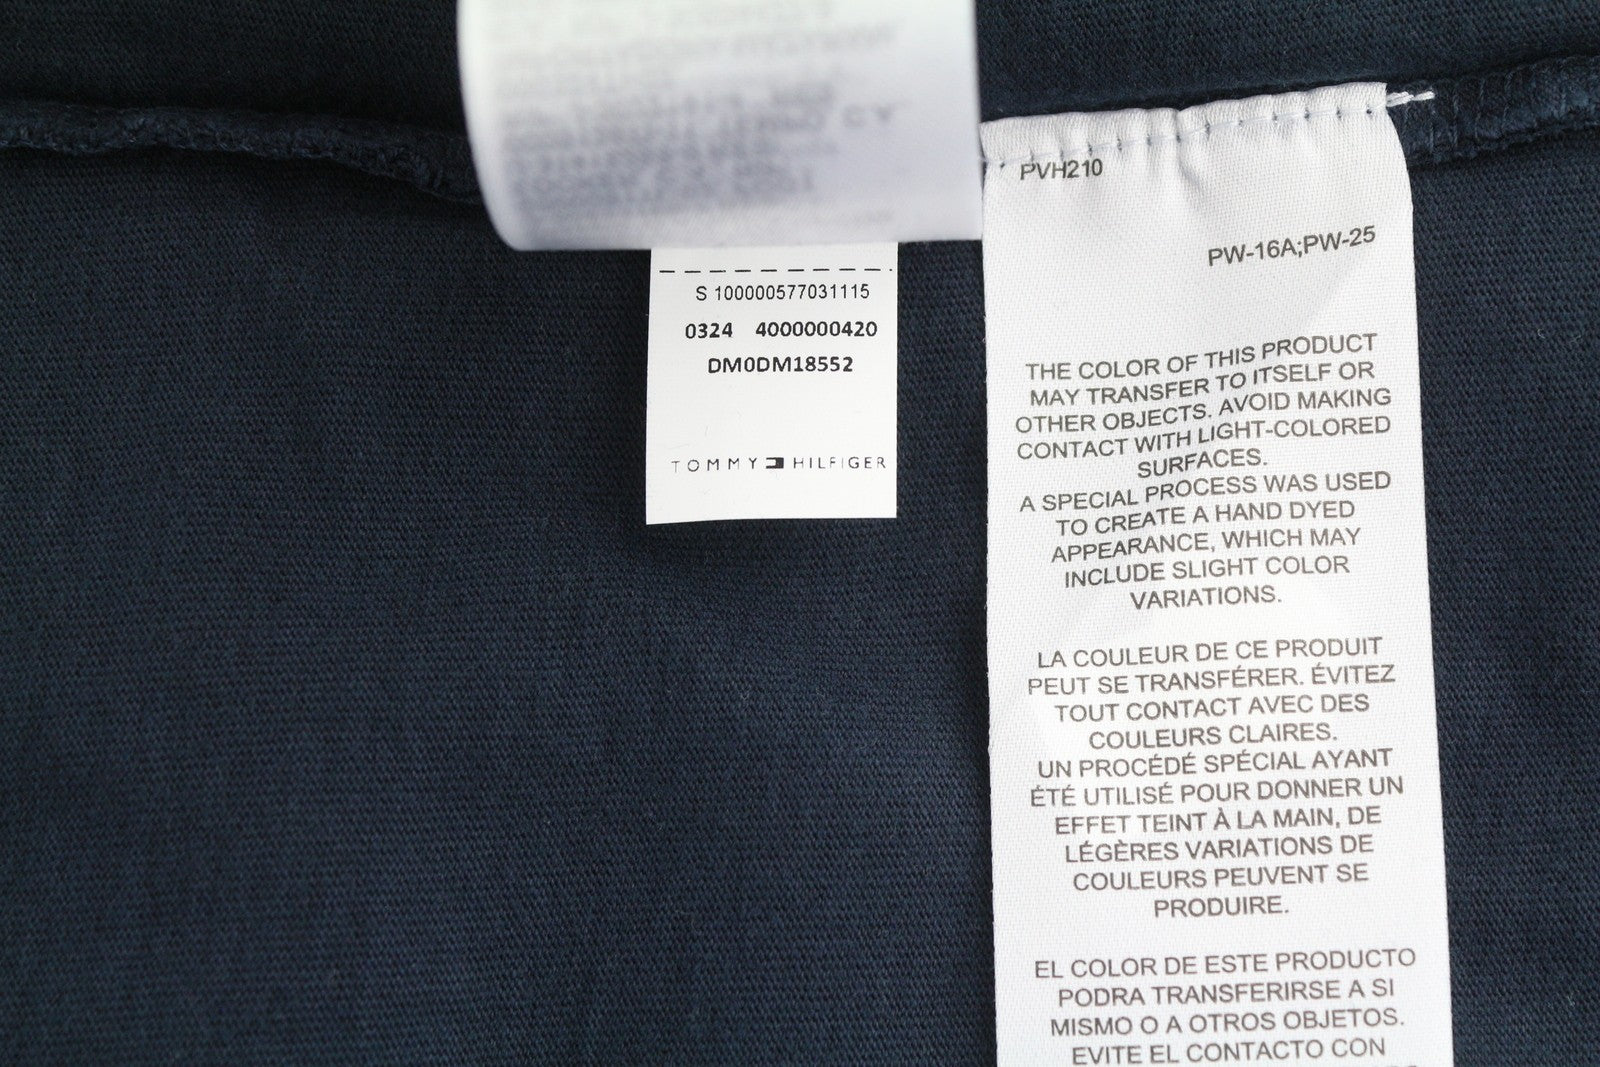 S 100000577031115
0324 4000000420
DM0DM18552
TOMMY HILFIGER
PVH210
PW-16A;PW-25
THE COLOR OF THIS PRODUCT
MAY TRANSFER TO ITSELF OR
OTHER OBJECTS. AVOID MAKING
CONTACT WITH LIGHT-COLORED
SURFACES.
A SPECIAL PROCESS WAS USED
TO CREATE A HAND DYED
APPEARANCE, WHICH MAY
INCLUDE SLIGHT COLOR
VARIATIONS.
LA COULEUR DE CE PRODUIT
PEUT SE TRANSFÉRER. ÉVITEZ
TOUT CONTACT AVEC DES
COULEURS CLAIRES.
UN PROCÉDÉ SPÉCIAL AYANT
ÉTÉ UTILISÉ POUR DONNER UN
EFFET TEINT À LA MAIN, DE
LÉGÈRES VARIATIONS DE
COULEURS PEUVENT SE
PRODUIRE.
EL COLOR DE ESTE PRODUCTO
PODRA TRANSFERIRSE A SI
MISMO O A OTROS OBJETOS.
EVITE EL CONTACTO CON